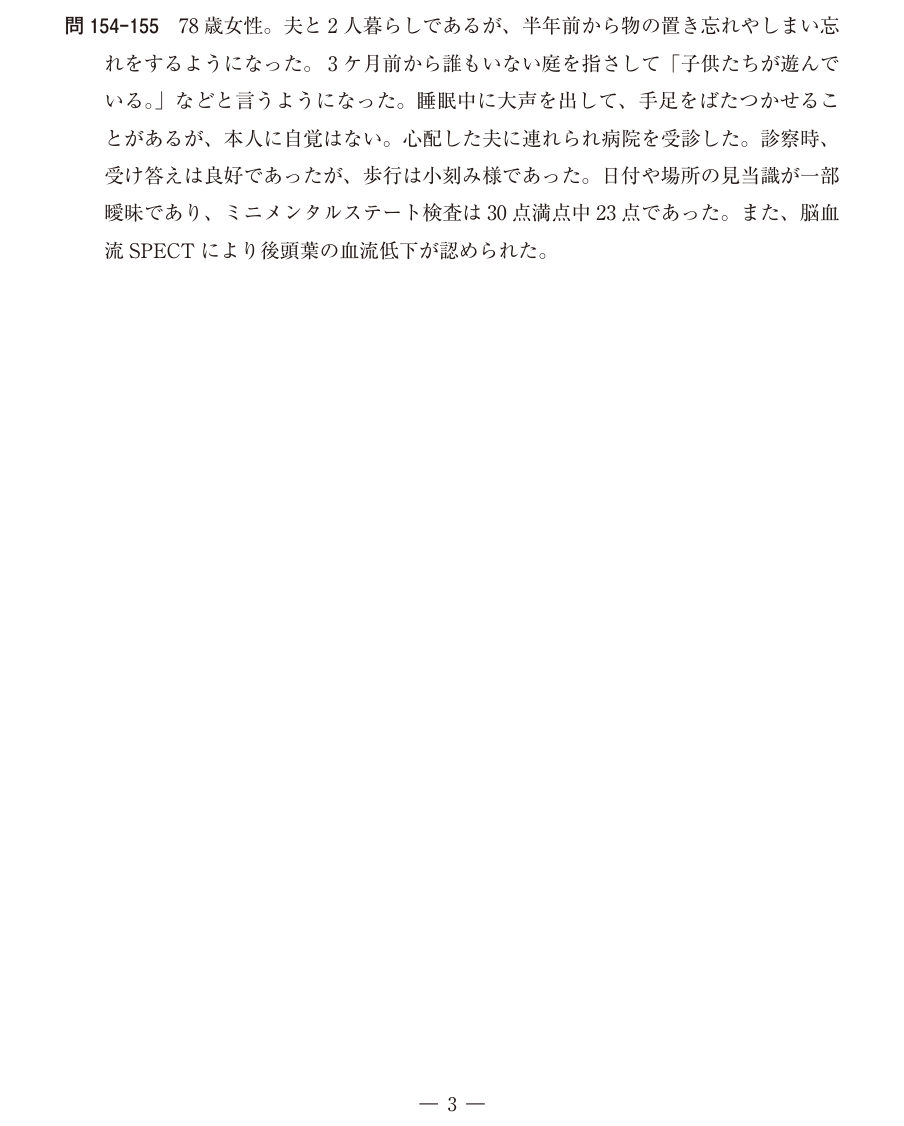 問 154−155　78 歳女性。夫と 2 人暮らしであるが、半年前から物の置き忘れやしまい忘
れをするようになった。 3 ケ月前から誰もいない庭を指さして「子供たちが遊んで
いる。」などと言うようになった。睡眠中に大声を出して、手足をばたつかせるこ
とがあるが、本人に自覚はない。心配した夫に連れられ病院を受診した。診察時、
受け答えは良好であったが、歩行は小刻み様であった。日付や場所の見当識が一部
曖昧であり、ミニメンタルステート検査は 30 点満点中 23 点であった。また、脳血
流 SPECT により後頭葉の血流低下が認められた。
― 3 ―